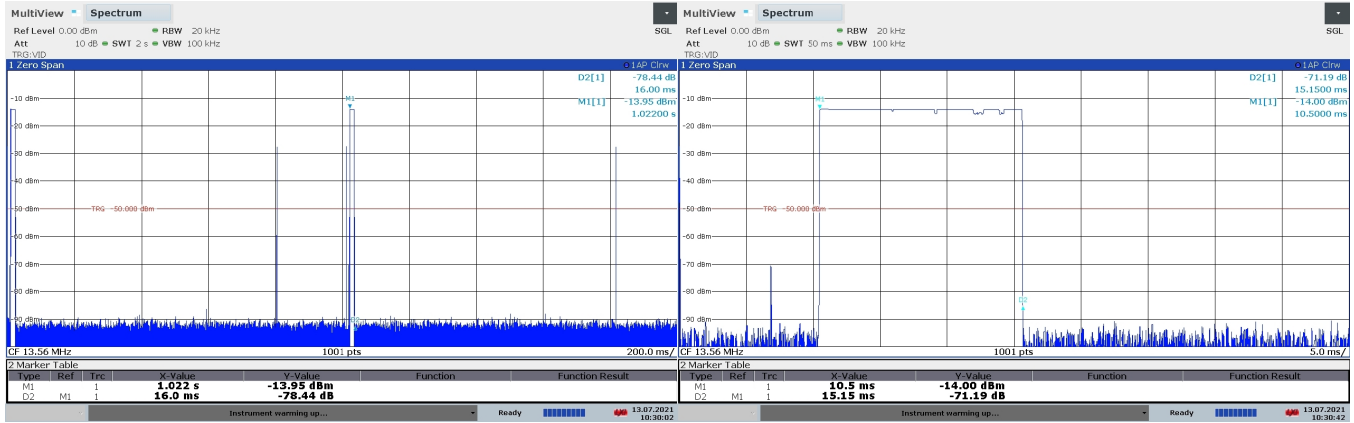 MultiView Spectrum
Ref Level 0.00 dBm RBW 20 kHz SGL
Att 10 dB SWT 2 s VBW 100 kHz
TRG:VID
1 Zero Span 1AP Clrw
D2[1] -78.44 dB
16.00 ms
M1[1] -13.95 dBm
1.02200 s
M1
-10 dBm
-20 dBm
-30 dBm
-40 dBm
-50 dBm
TRG -50.000 dBm
-60 dBm
-70 dBm
-80 dBm
-90 dBm
D2
CF 13.56 MHz 1001 pts 200.0 ms/
2 Marker Table
Type Ref Trc X-Value Y-Value Function Function Result
M1 1 1.022 s -13.95 dBm
D2 M1 1 16.0 ms -78.44 dB
Instrument warming up... Ready 13.07.2021
10:30:02
MultiView Spectrum
Ref Level 0.00 dBm RBW 20 kHz SGL
Att 10 dB SWT 50 ms VBW 100 kHz
TRG:VID
1 Zero Span 1AP Clrw
D2[1] -71.19 dB
15.1500 ms
M1[1] -14.00 dBm
10.5000 ms
M1
-10 dBm
-20 dBm
-30 dBm
-40 dBm
-50 dBm
TRG -50.000 dBm
-60 dBm
-70 dBm
-80 dBm
D2
-90 dBm
CF 13.56 MHz 1001 pts 5.0 ms/
2 Marker Table
Type Ref Trc X-Value Y-Value Function Function Result
M1 1 10.5 ms -14.00 dBm
D2 M1 1 15.15 ms -71.19 dB
Instrument warming up... Ready 13.07.2021
10:30:42